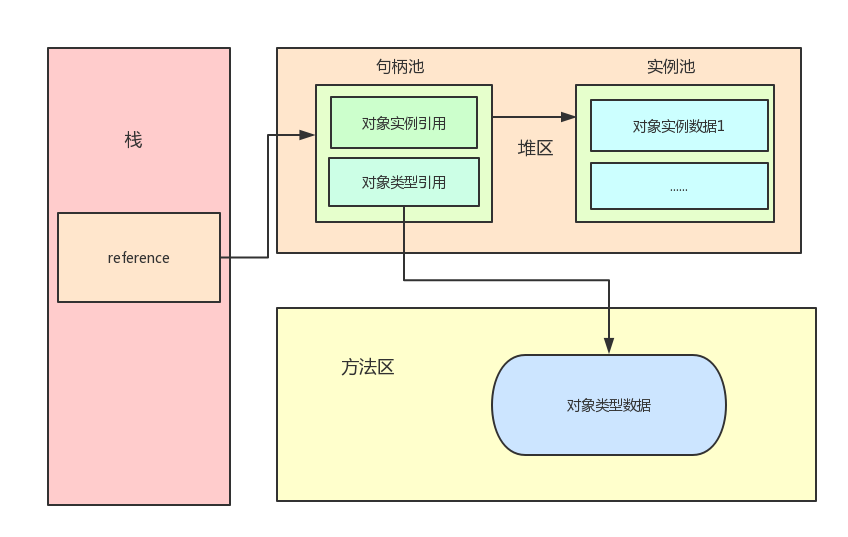 句柄池
实例池
对象实例引用
对象实例数据1
栈
堆区
对象类型引用
......
reference
方法区
对象类型数据